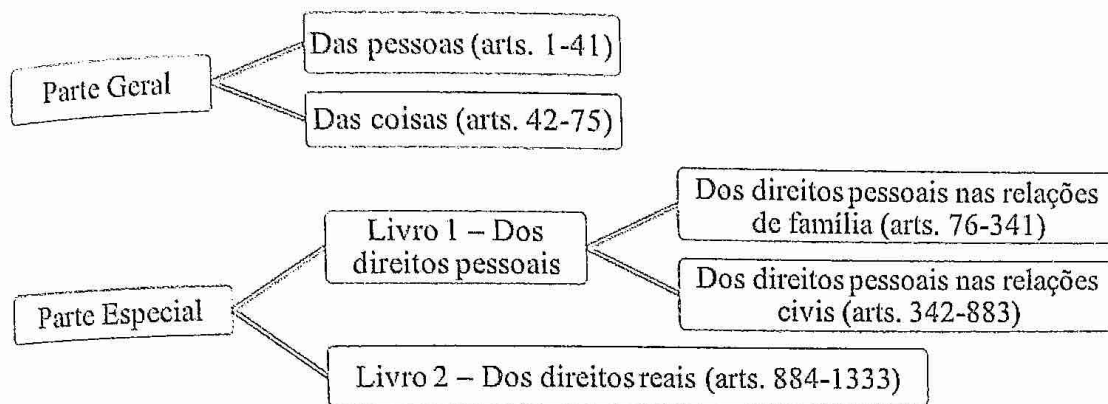 Parte Geral
Das pessoas (arts. 1-41)
Das coisas (arts. 42-75)
Parte Especial
Livro 1 – Dos
direitos pessoais
Dos direitos pessoais nas relações
de família (arts. 76-341)
Dos direitos pessoais nas relações
civis (arts. 342-883)
Livro 2 – Dos direitos reais (arts. 884-1333)